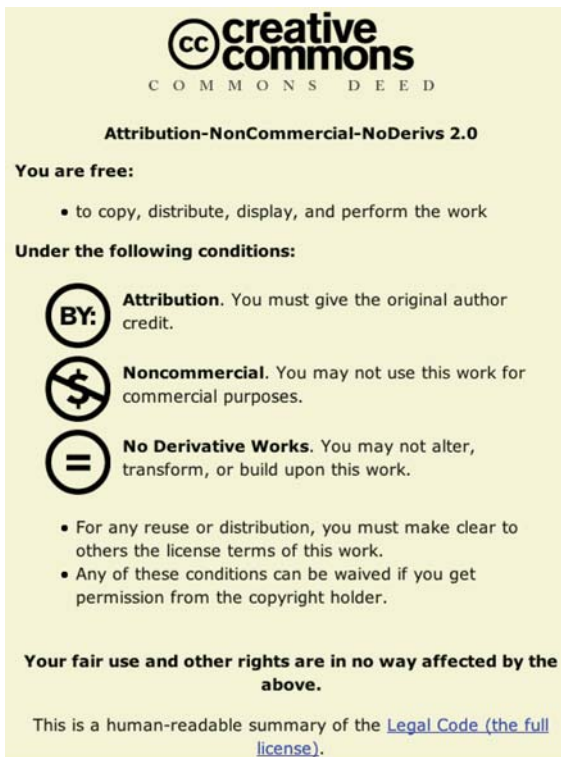 cc creative
commons
COMMONS DEED
Attribution-NonCommercial-NoDerivs 2.0
You are free:
• to copy, distribute, display, and perform the work
Under the following conditions:
BY: Attribution. You must give the original author
credit.
$ Noncommercial. You may not use this work for
commercial purposes.
= No Derivative Works. You may not alter,
transform, or build upon this work.
• For any reuse or distribution, you must make clear to
others the license terms of this work.
• Any of these conditions can be waived if you get
permission from the copyright holder.
Your fair use and other rights are in no way affected by the
above.
This is a human-readable summary of the Legal Code (the full
license).